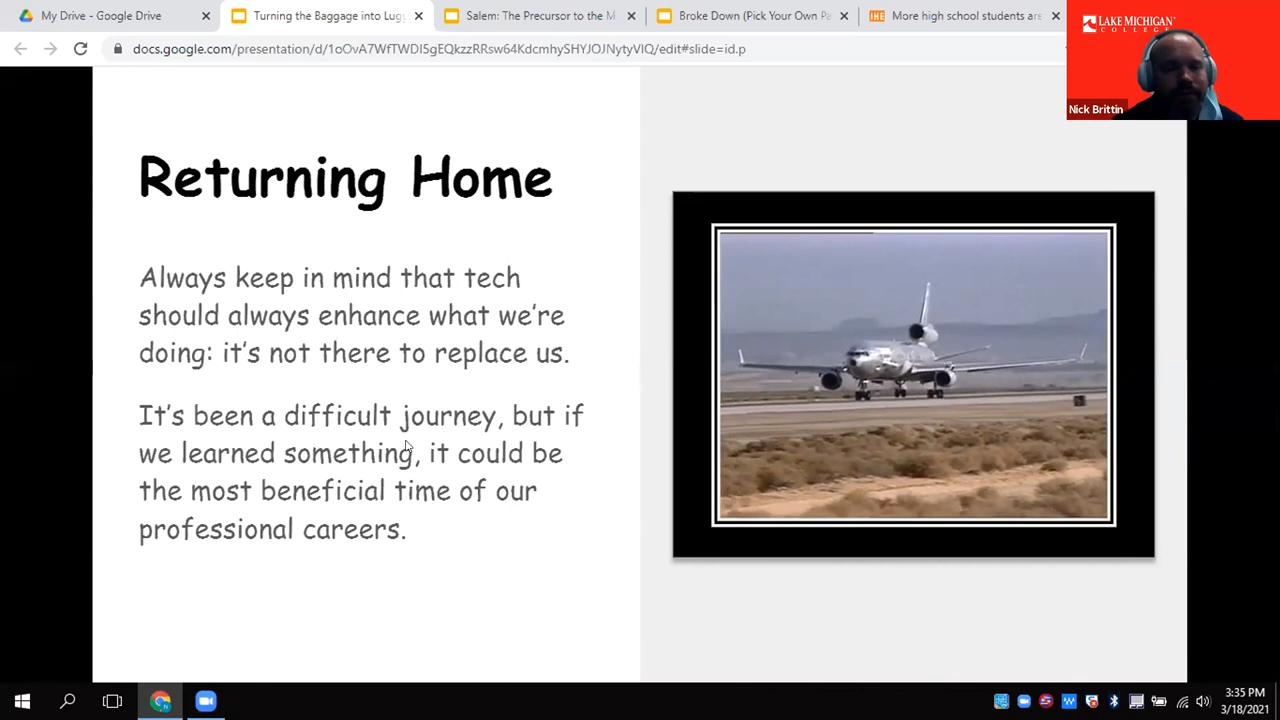 My Drive - Google Drive
Turning the Baggage into Lug
Salem: The Precursor to the M
Broke Down (Pick Your Own Pa
IHE More high school students are
docs.google.com/presentation/d/1oOvA7WfTWDI5gEQkzzRRsw64KdcmhySHYJOJNytyVIQ/edit#slide=id.p
LAKE MICHIGAN
COLLEGE
Nick Brittin
Returning Home
Always keep in mind that tech
should always enhance what we're
doing: it's not there to replace us.
It's been a difficult journey, but if
we learned something, it could be
the most beneficial time of our
professional careers.
3:35 PM
3/18/2021